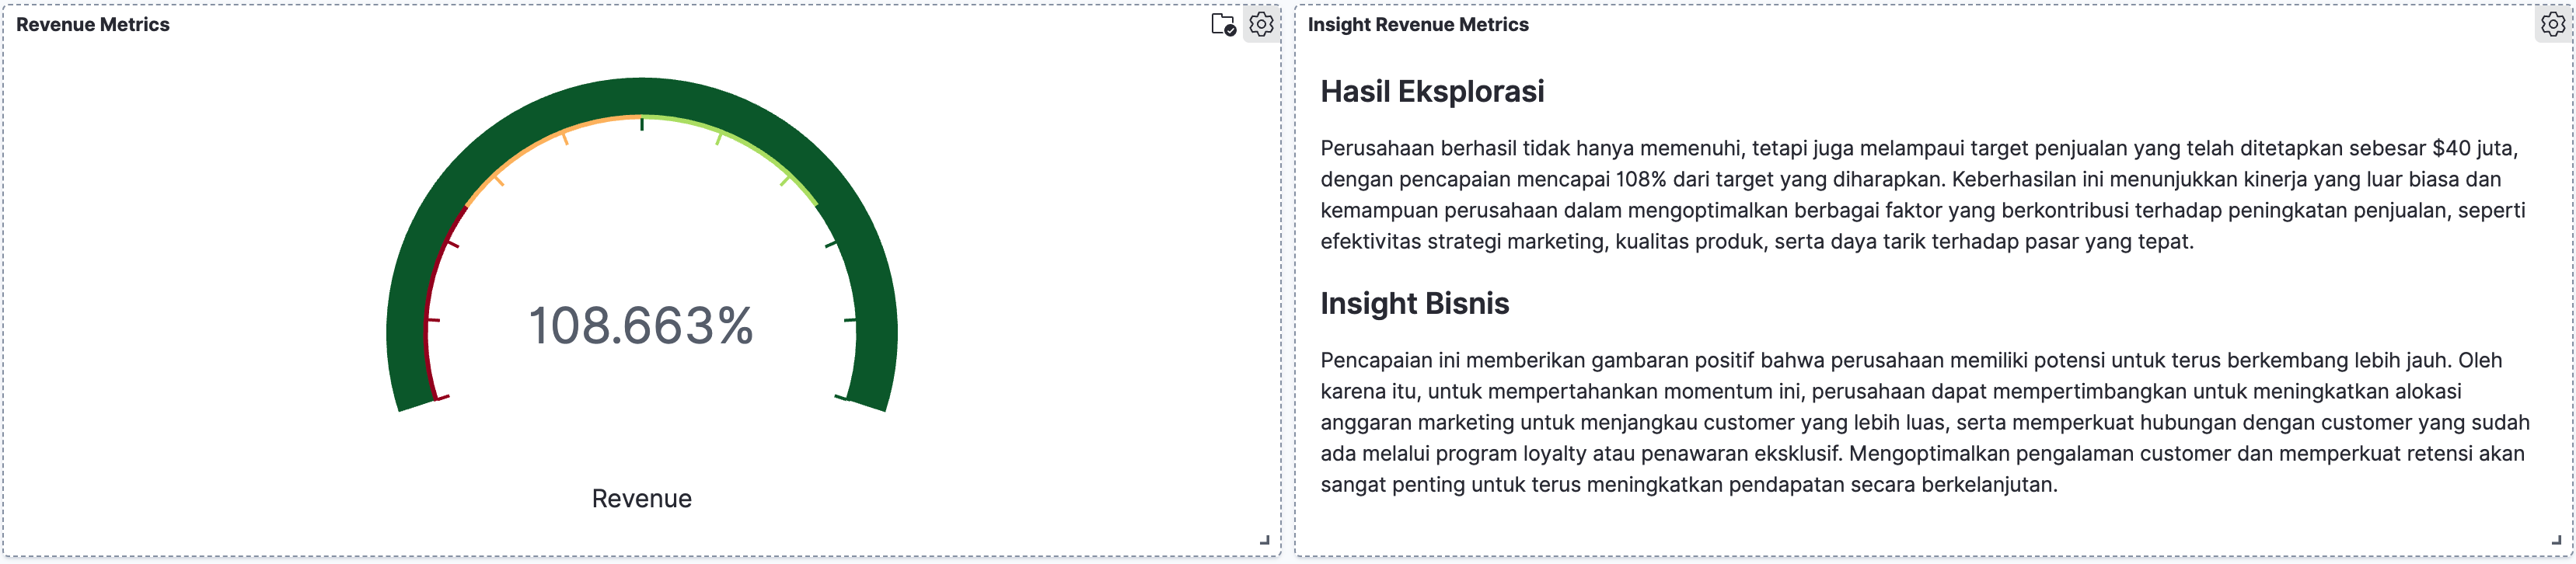 Revenue Metrics
108.663%
Revenue
Insight Revenue Metrics
Hasil Eksplorasi
Perusahaan berhasil tidak hanya memenuhi, tetapi juga melampaui target penjualan yang telah ditetapkan sebesar $40 juta,
dengan pencapaian mencapai 108% dari target yang diharapkan. Keberhasilan ini menunjukkan kinerja yang luar biasa dan
kemampuan perusahaan dalam mengoptimalkan berbagai faktor yang berkontribusi terhadap peningkatan penjualan, seperti
efektivitas strategi marketing, kualitas produk, serta daya tarik terhadap pasar yang tepat.
Insight Bisnis
Pencapaian ini memberikan gambaran positif bahwa perusahaan memiliki potensi untuk terus berkembang lebih jauh. Oleh
karena itu, untuk mempertahankan momentum ini, perusahaan dapat mempertimbangkan untuk meningkatkan alokasi
anggaran marketing untuk menjangkau customer yang lebih luas, serta memperkuat hubungan dengan customer yang sudah
ada melalui program loyalty atau penawaran eksklusif. Mengoptimalkan pengalaman customer dan memperkuat retensi akan
sangat penting untuk terus meningkatkan pendapatan secara berkelanjutan.